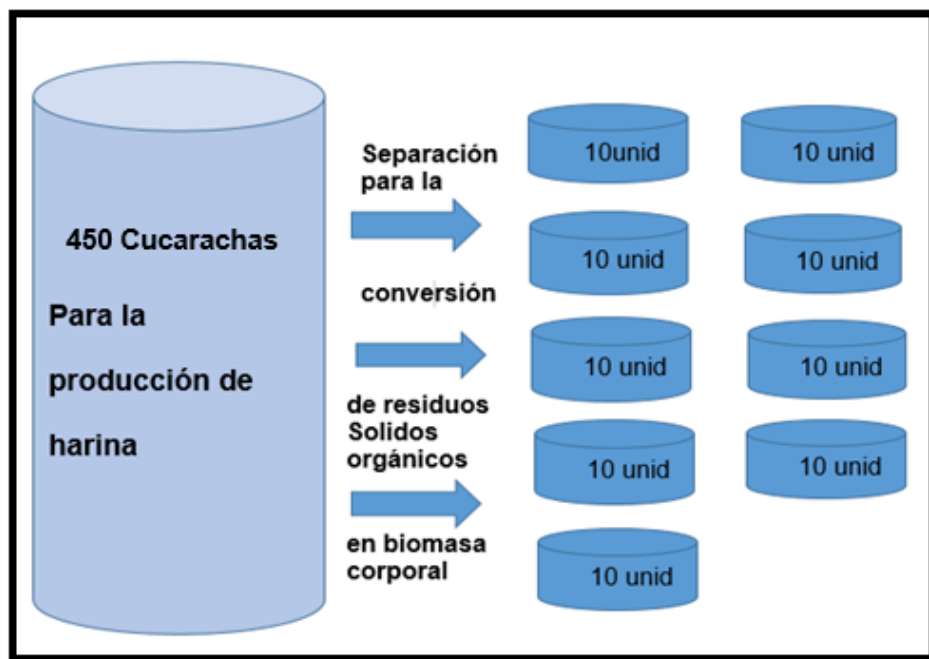 450 Cucarachas
Para la
producción de
harina
Separación
para la
conversión
de residuos
Solidos
orgánicos
en biomasa
corporal
10unid
10 unid
10 unid
10 unid
10 unid
10 unid
10 unid
10 unid
10 unid